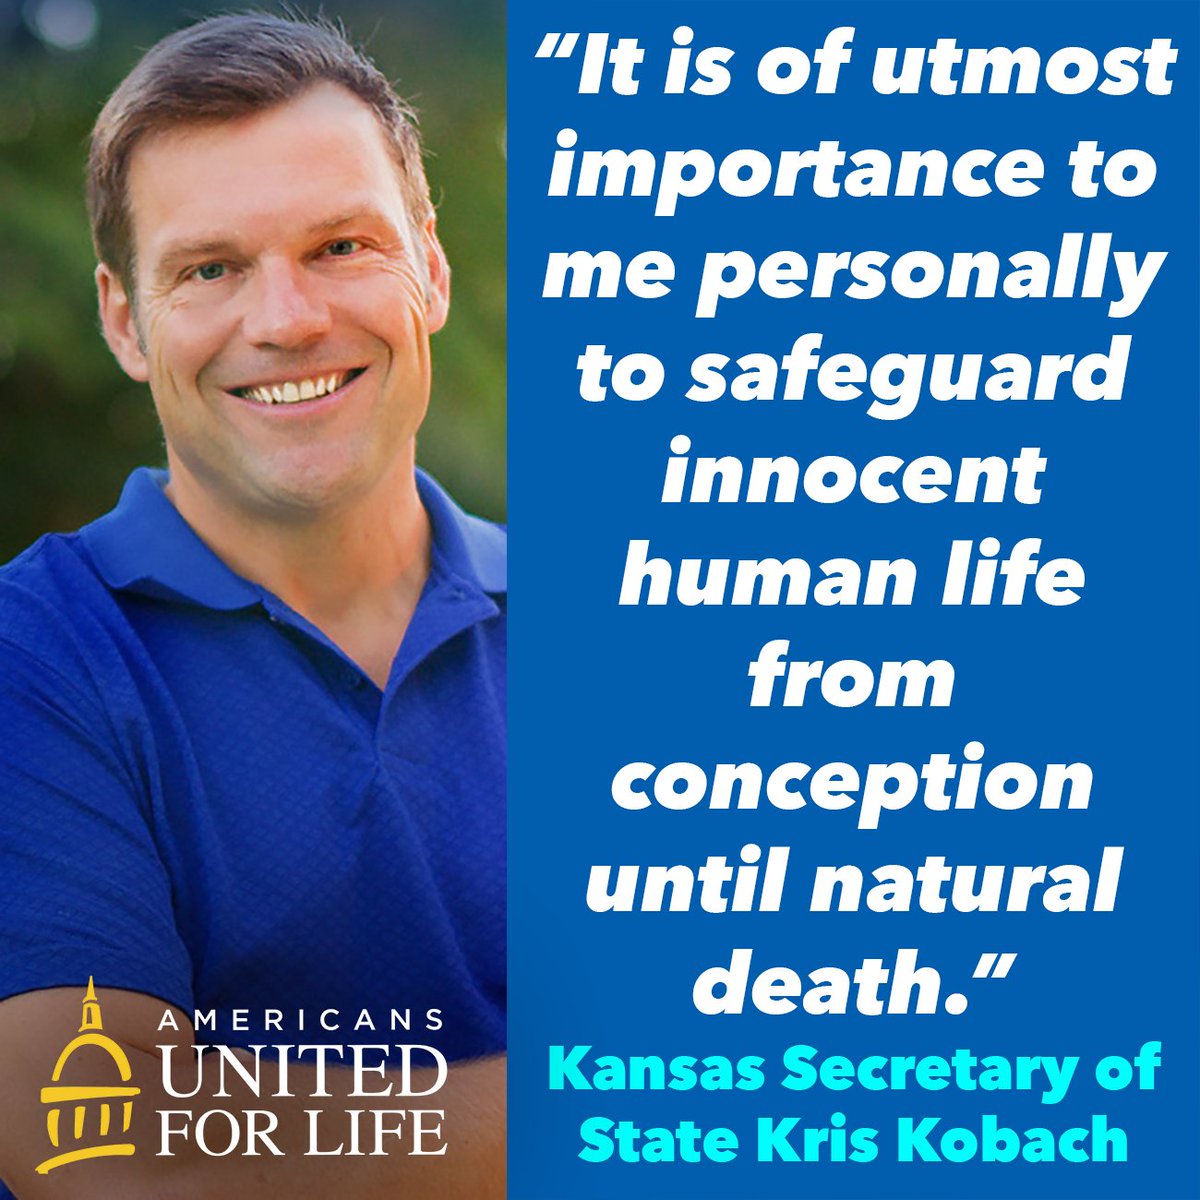 “It is of utmost
importance to
me personally
to safeguard
innocent
human life
from
conception
until natural
death.”
Kansas Secretary of
State Kris Kobach
AMERICANS
UNITED
FOR LIFE